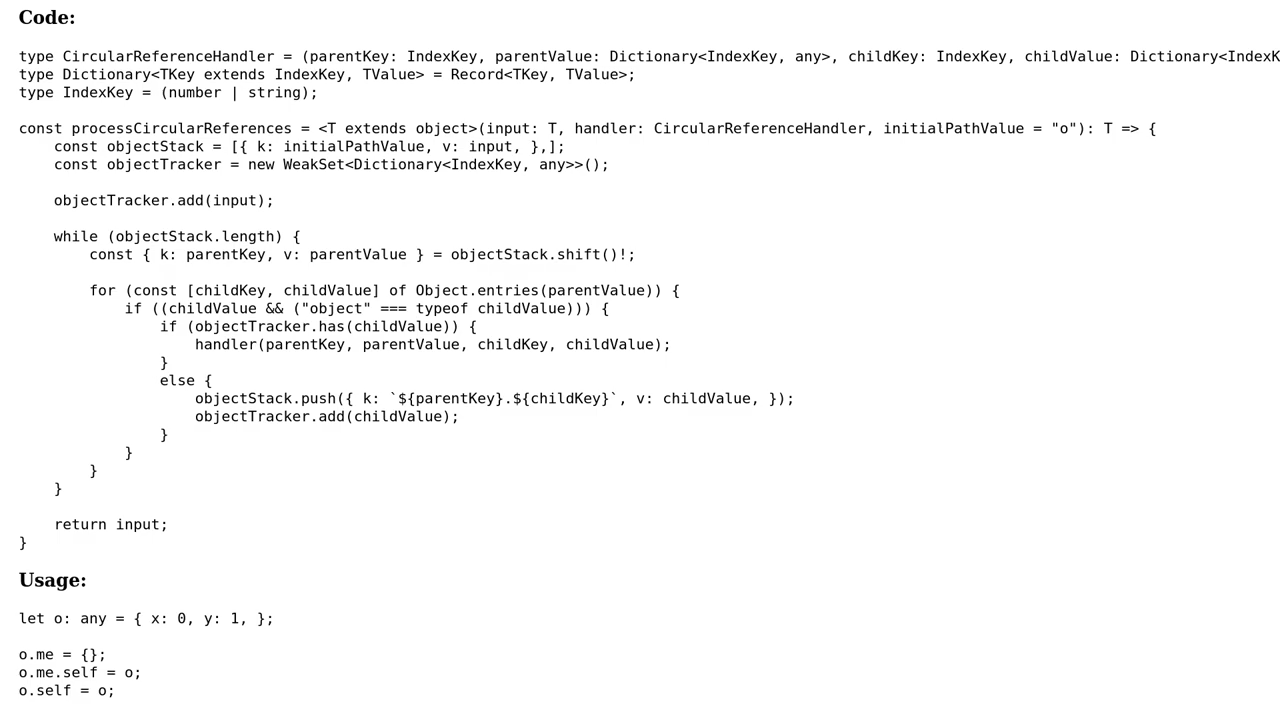 Code:
type CircularReferenceHandler = (parentKey: IndexKey, parentValue: Dictionary<IndexKey, any>, childKey: IndexKey, childValue: Dictionary<IndexK
type Dictionary<TKey extends IndexKey, TValue> = Record<TKey, TValue>;
type IndexKey = (number | string);
const processCircularReferences = <T extends object>(input: T, handler: CircularReferenceHandler, initialPathValue = "o"): T => {
    const objectStack = [{ k: initialPathValue, v: input, },];
    const objectTracker = new WeakSet<Dictionary<IndexKey, any>>();
    objectTracker.add(input);
    while (objectStack.length) {
        const { k: parentKey, v: parentValue } = objectStack.shift()!;
        for (const [childKey, childValue] of Object.entries(parentValue)) {
            if ((childValue && ("object" === typeof childValue))) {
                if (objectTracker.has(childValue)) {
                    handler(parentKey, parentValue, childKey, childValue);
                }
                else {
                    objectStack.push({ k: `${parentKey}.${childKey}`, v: childValue, });
                    objectTracker.add(childValue);
                }
            }
        }
    }
    return input;
}
Usage:
let o: any = { x: 0, y: 1, };
o.me = {};
o.me.self = o;
o.self = o;